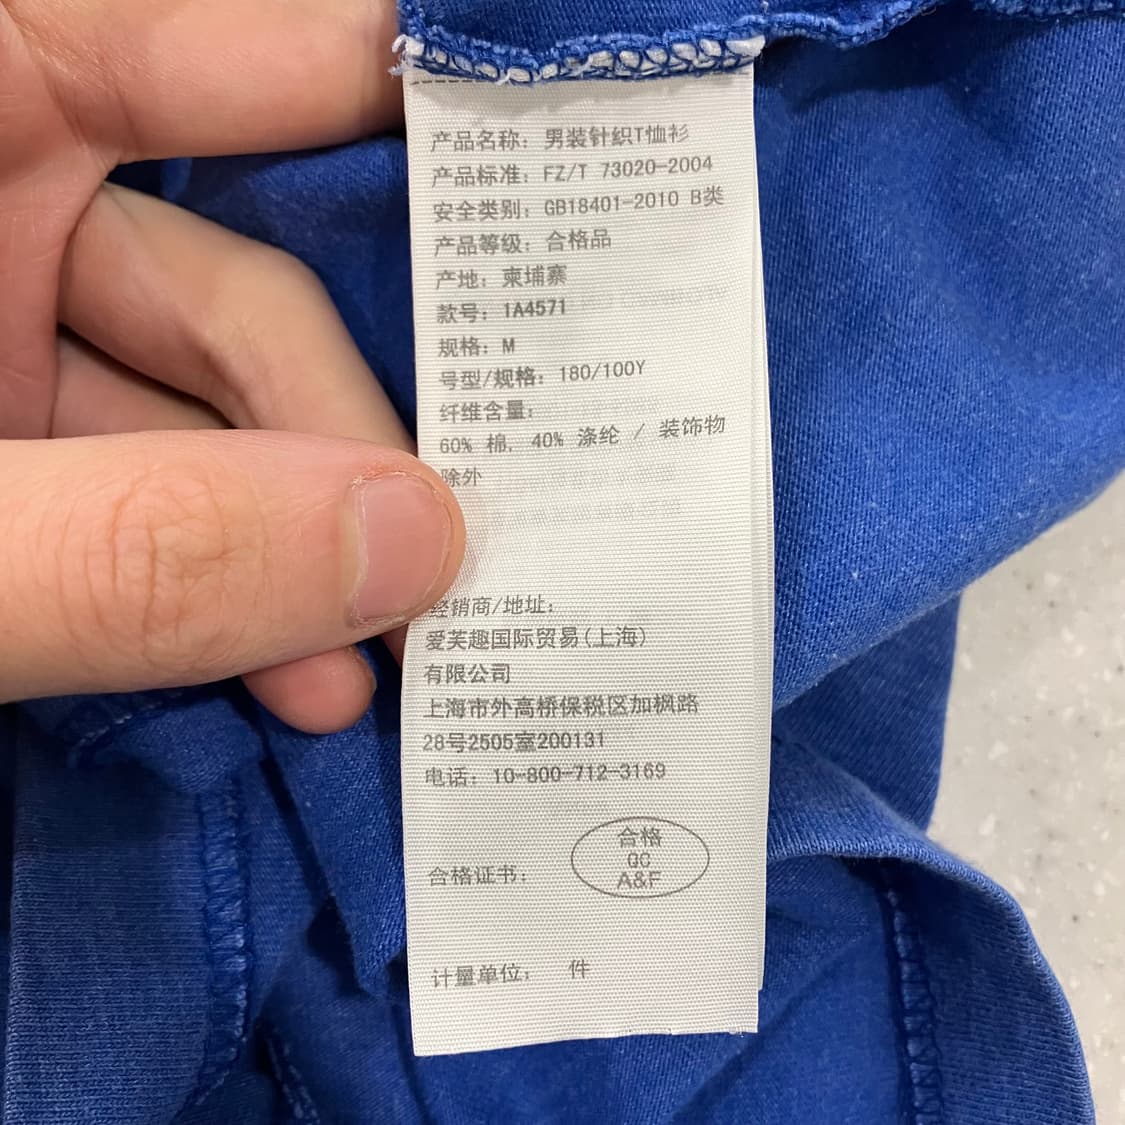 产品名称: 男装针织T恤衫
产品标准: FZ/T 73020-2004
安全类别: GB18401-2010 B类
产品等级: 合格品
产地: 柬埔寨
款号: 1A4571
规格: M
号型/规格: 180/100Y
纤维含量:
60% 棉, 40% 涤纶 / 装饰物
除外
经销商/地址:
爱芙趣国际贸易(上海)
有限公司
上海市外高桥保税区加枫路
28号2505室200131
电话: 10-800-712-3169
合格
QC
A&F
合格证书:
计量单位: 件